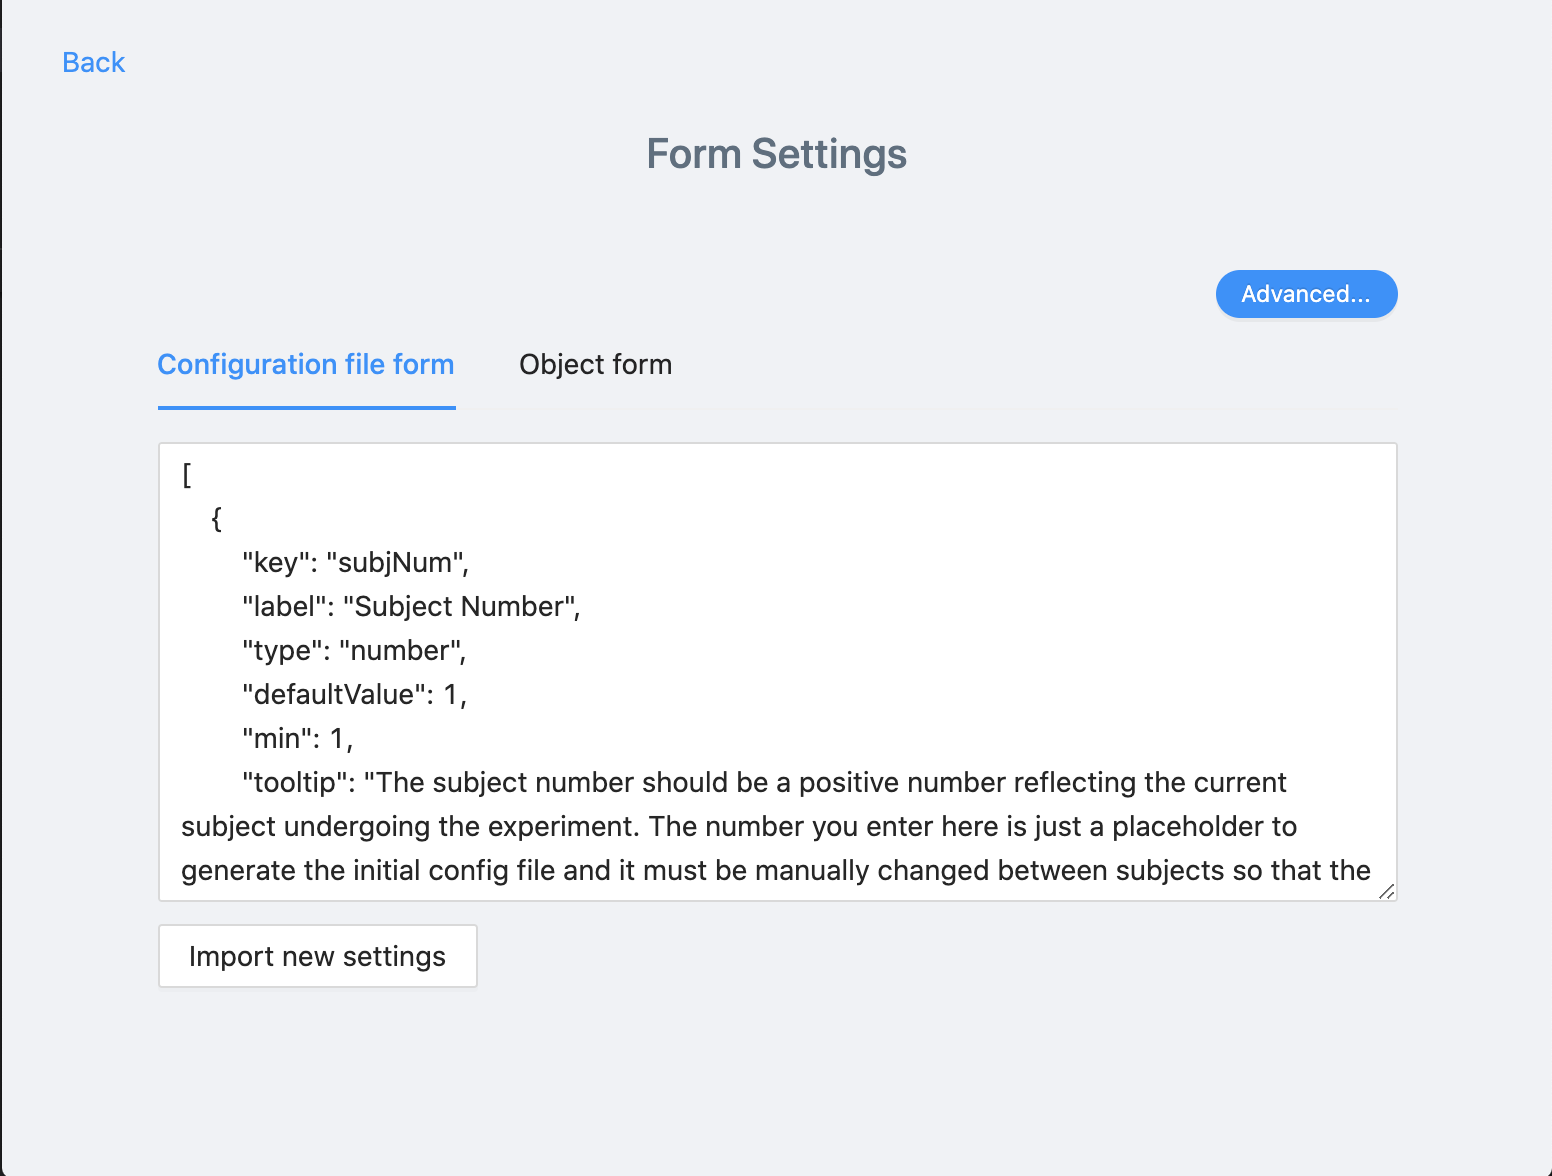 Back
Form Settings
Advanced...
Configuration file form
Object form
[
{
"key": "subjNum",
"label": "Subject Number",
"type": "number",
"defaultValue": 1,
"min": 1,
"tooltip": "The subject number should be a positive number reflecting the current
subject undergoing the experiment. The number you enter here is just a placeholder to
generate the initial config file and it must be manually changed between subjects so that the
Import new settings